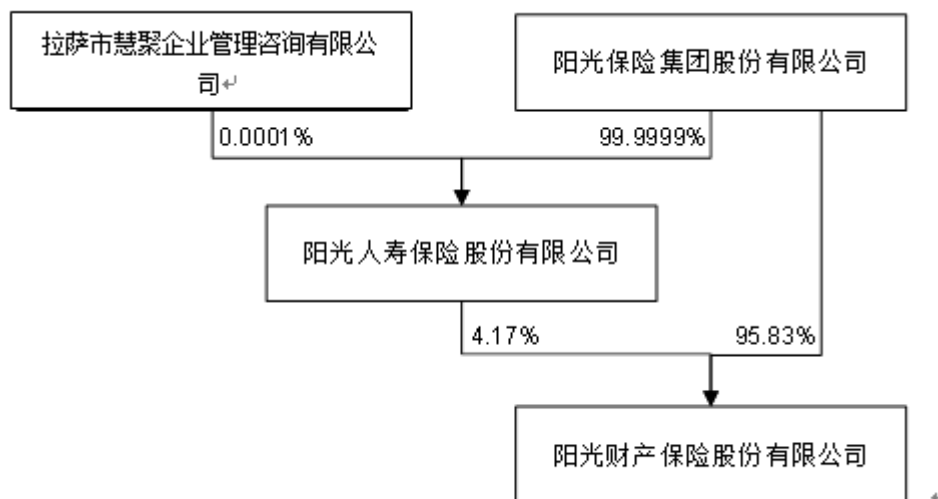 拉萨市慧聚企业管理咨询有限公
司↵
阳光保险集团股份有限公司
0.0001%
99.9999%
阳光人寿保险股份有限公司
4.17%
95.83%
阳光财产保险股份有限公司